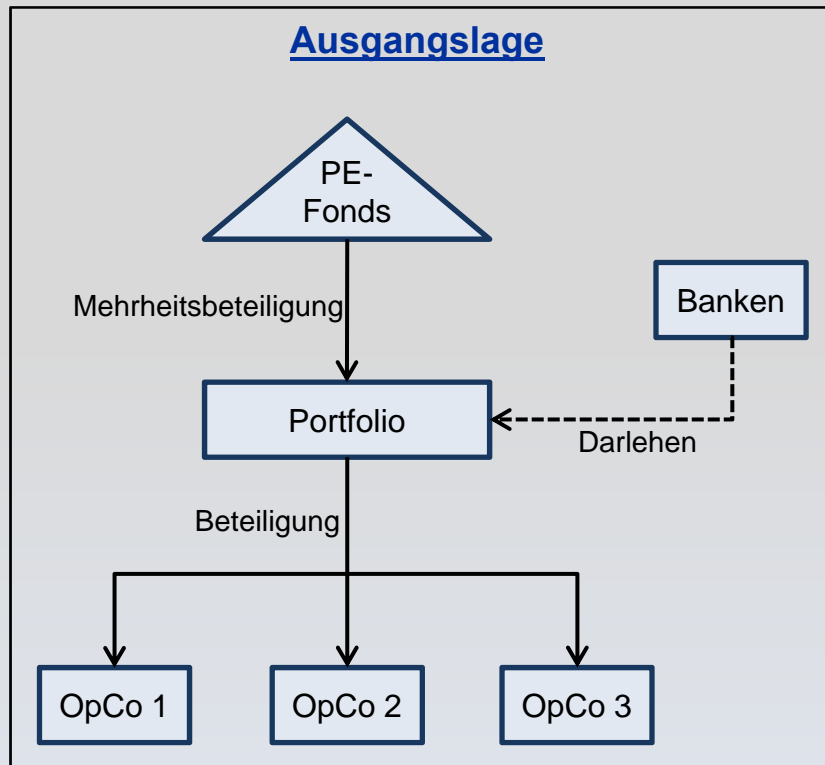 Ausgangslage
PE-
Fonds
Mehrheitsbeteiligung
Banken
Portfolio
Darlehen
Beteiligung
OpCo 1
OpCo 2
OpCo 3